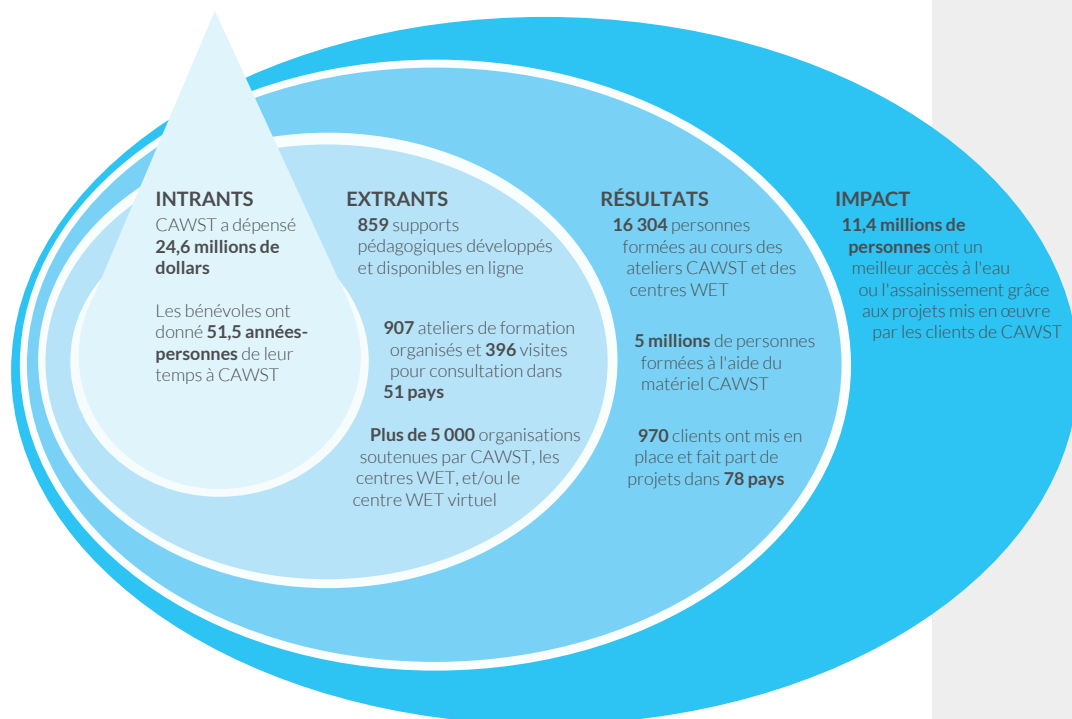 INTRANTS
CAWST a dépensé
24,6 millions de
dollars
Les bénévoles ont
donné 51,5 années-
personnes de leur
temps à CAWST
EXTRANTS
859 supports
pédagogiques développés
et disponibles en ligne
907 ateliers de formation
organisés et 396 visites
pour consultation dans
51 pays
Plus de 5 000 organisations
soutenues par CAWST, les
centres WET, et/ou le
centre WET virtuel
RÉSULTATS
16 304 personnes
formées au cours des
ateliers CAWST et des
centres WET
5 millions de personnes
formées à l'aide du
matériel CAWST
970 clients ont mis en
place et fait part de
projets dans 78 pays
IMPACT
11,4 millions de
personnes ont un
meilleur accès à l'eau
ou l'assainissement grâce
aux projets mis en œuvre
par les clients de CAWST